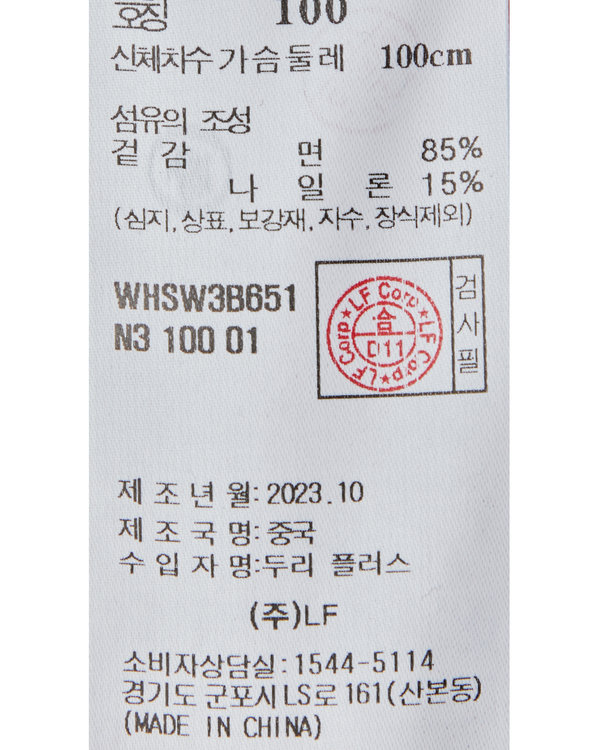 호칭 100
신체치수 가슴둘레 100cm
섬유의 조성
겉감 면 85%
나일론 15%
(심지,상표,보강재,자수,장식제외)
WHSW3B651
N3 100 01
LF Corp★LF Corp★LF Corp★
합
D11
검사필
제조년월:2023.10
제조국명:중국
수입자명:두리 플러스
(주)LF
소비자상담실:1544-5114
경기도 군포시 LS로 161(산본동)
(MADE IN CHINA)